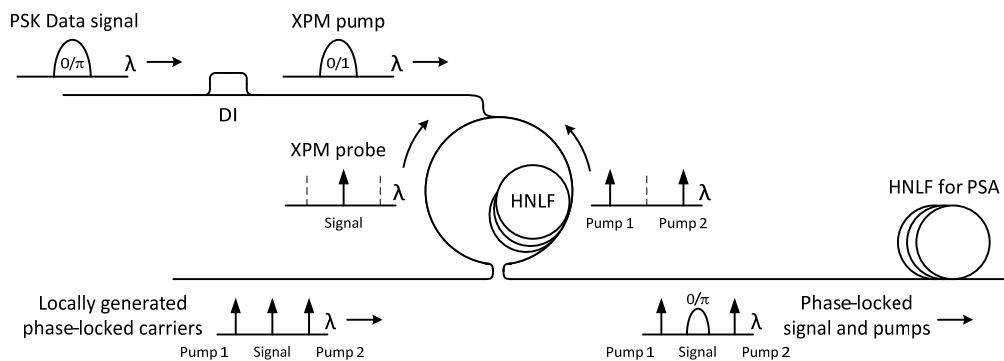 PSK Data signal
XPM pump
0/π
λ
0/1
λ
DI
XPM probe
λ
Signal
HNLF
λ
Pump 1
Pump 2
HNLF for PSA
Locally generated
phase-locked carriers
λ
Pump 1
Signal
Pump 2
0/π
λ
Pump 1
Signal
Pump 2
Phase-locked
signal and pumps